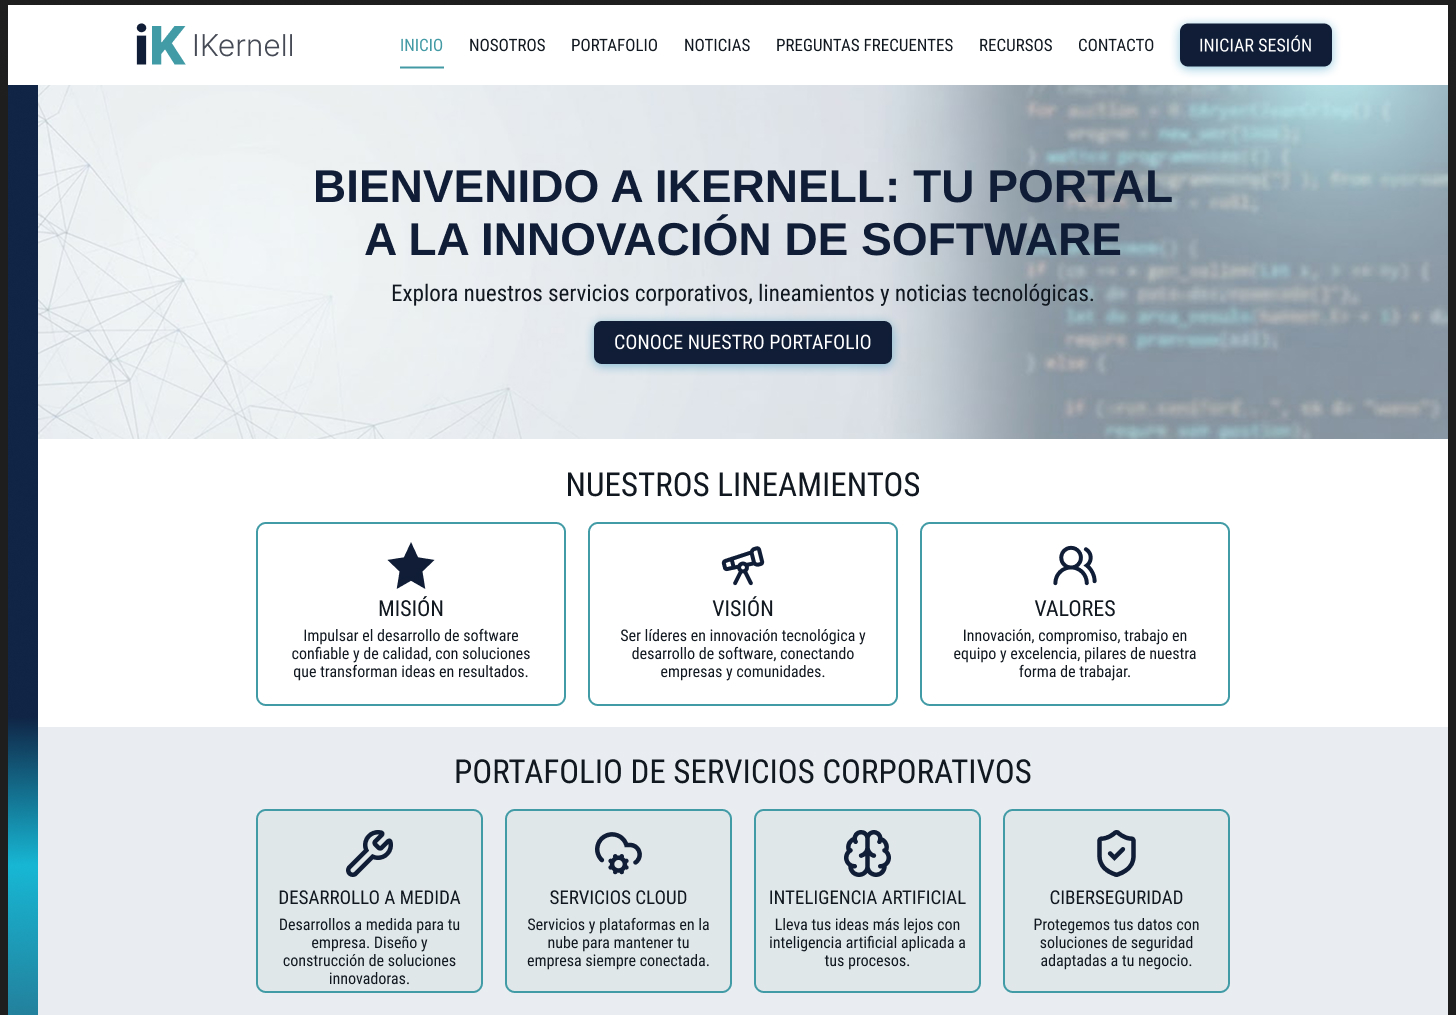 iK IKernell
INICIO NOSOTROS PORTAFOLIO NOTICIAS PREGUNTAS FRECUENTES RECURSOS CONTACTO INICIAR SESIÓN
BIENVENIDO A IKERNELL: TU PORTAL
A LA INNOVACIÓN DE SOFTWARE
Explora nuestros servicios corporativos, lineamientos y noticias tecnológicas.
CONOCE NUESTRO PORTAFOLIO
NUESTROS LINEAMIENTOS
MISIÓN
Impulsar el desarrollo de software
confiable y de calidad, con soluciones
que transforman ideas en resultados.
VISIÓN
Ser líderes en innovación tecnológica y
desarrollo de software, conectando
empresas y comunidades.
VALORES
Innovación, compromiso, trabajo en
equipo y excelencia, pilares de nuestra
forma de trabajar.
PORTAFOLIO DE SERVICIOS CORPORATIVOS
DESARROLLO A MEDIDA
Desarrollos a medida para tu
empresa. Diseño y
construcción de soluciones
innovadoras.
SERVICIOS CLOUD
Servicios y plataformas en la
nube para mantener tu
empresa siempre conectada.
INTELIGENCIA ARTIFICIAL
Lleva tus ideas más lejos con
inteligencia artificial aplicada a
tus procesos.
CIBERSEGURIDAD
Protegemos tus datos con
soluciones de seguridad
adaptadas a tu negocio.